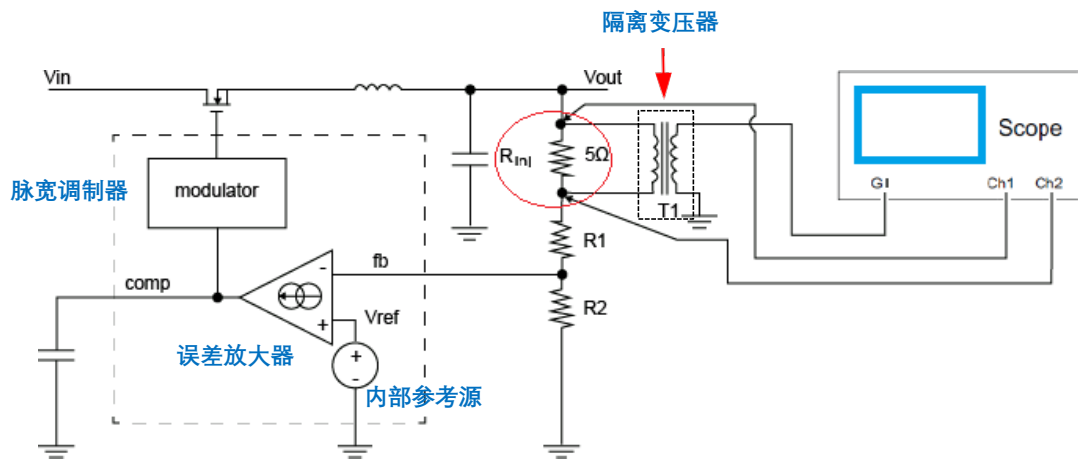 隔离变压器
Vin
Vout
Scope
RInI
5Ω
GI
Ch1
Ch2
脉宽调制器
modulator
T1
R1
comp
fb
-
R2
Vref
+
误差放大器
+
-
内部参考源